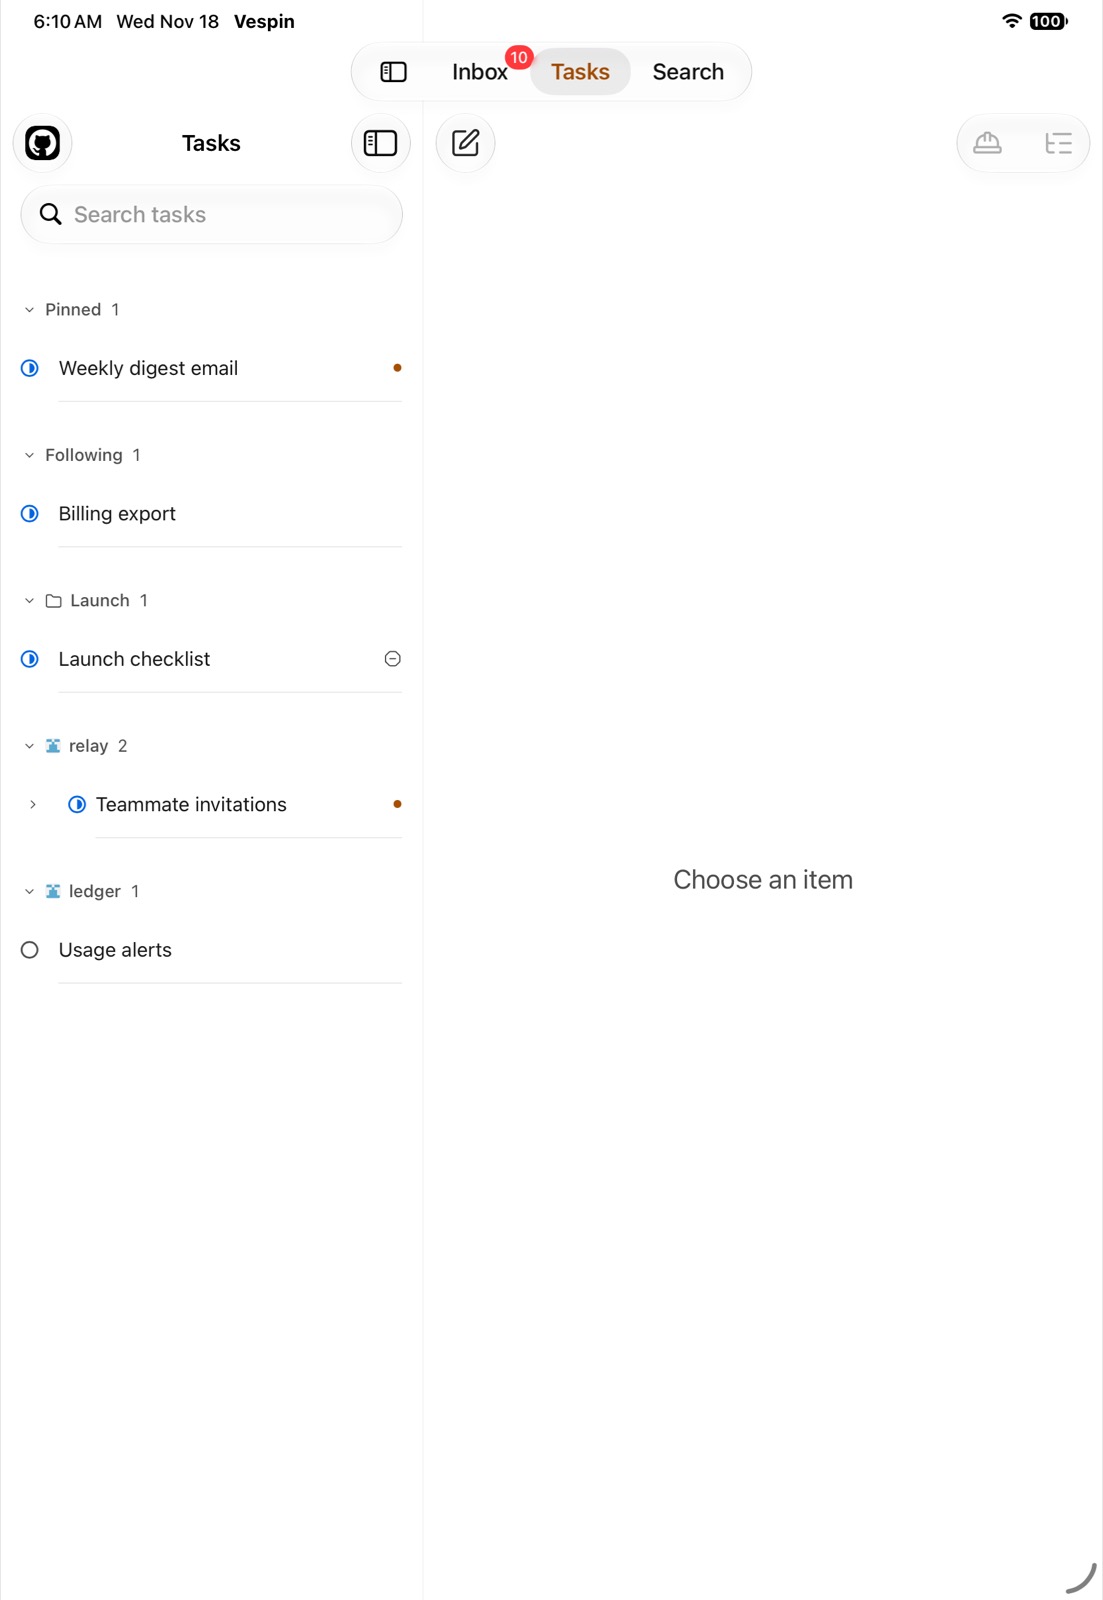 6:10 AM Wed Nov 18 Vespin
100
Inbox 10 Tasks Search
Tasks
Search tasks
Pinned 1
Weekly digest email
Following 1
Billing export
Launch 1
Launch checklist
relay 2
Teammate invitations
ledger 1
Usage alerts
Choose an item